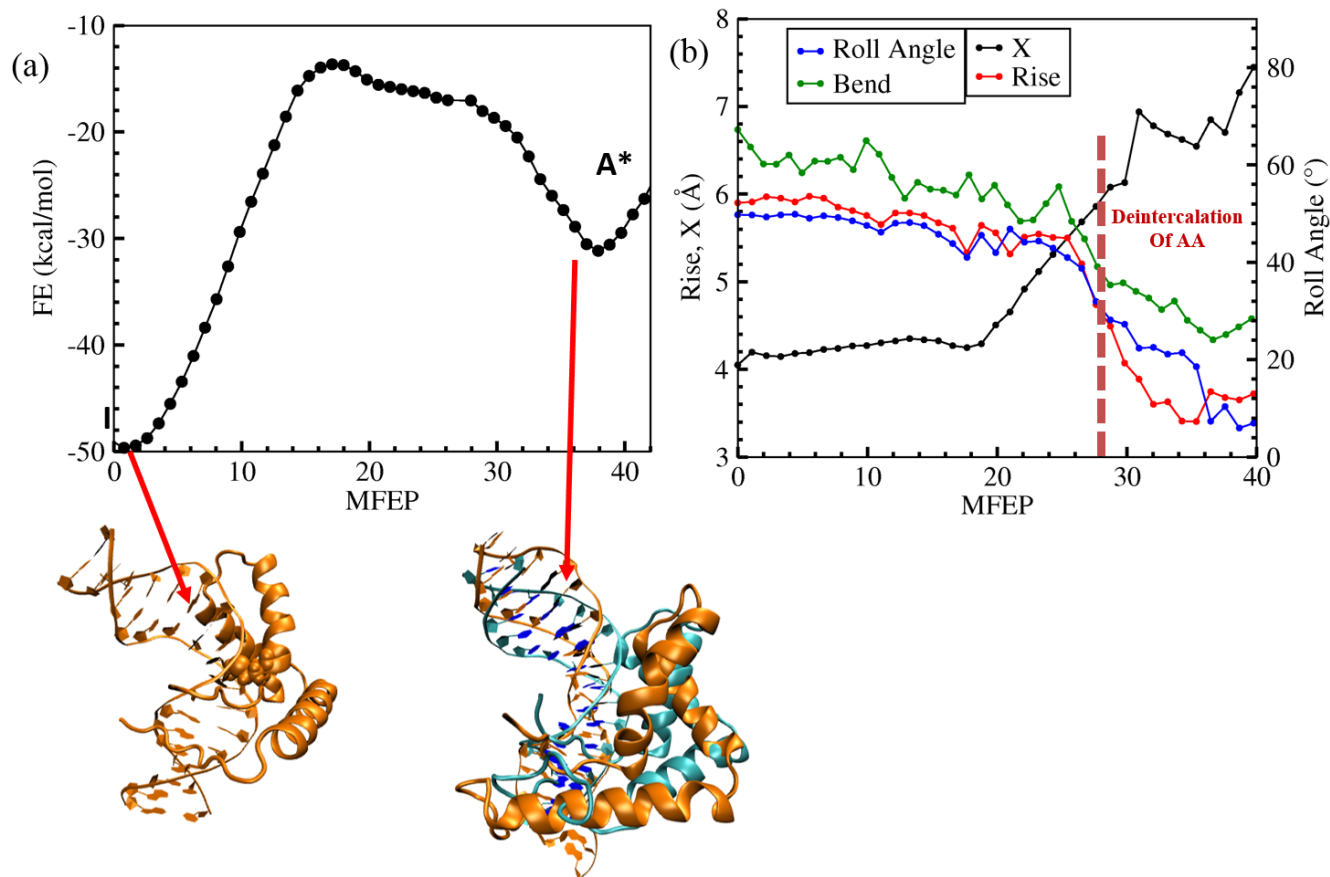 (a)
-10
-20
-30
-40
-50
FE (kcal/mol)
I
A*
0 10 20 30 40
MFEP
(b)
Roll Angle
Bend
X
Rise
8
7
6
5
4
3
Rise, X (Å)
Deintercalation
Of AA
80
60
40
20
0
Roll Angle (°)
0 10 20 30 40
MFEP